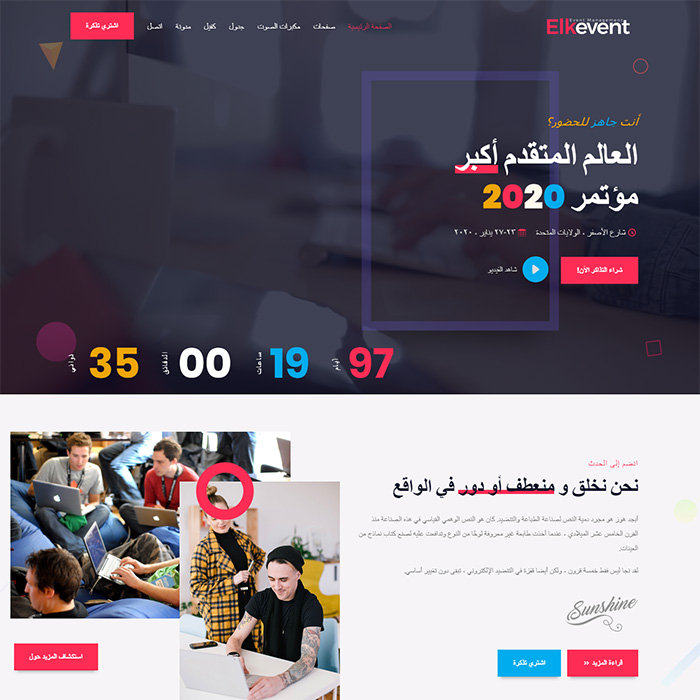 Event Management
Elkevent
الصفحة الرئيسية
صفحات
مكبرات الصوت
جدول
كفيل
مدونة
اتصل
اشتري تذكرة
أنت جاهز للحضور؟
العالم المتقدم أكبر
مؤتمر 2020
شارع الأصفر ، الولايات المتحدة
٢٣-٢٧ يناير ، ٢٠٢٠
شراء التذاكر الآن!
شاهد الفيديو
97 أيام
19 ساعات
00 الدقائق
35 ثواني
انضم إلى الحدث
نحن نخلق و منعطف أو دور في الواقع
أبجد هوز هو مجرد دمية النص لصناعة الطباعة والتنضيد. كان هو النص الوهمي القياسي في هذه الصناعة منذ
القرن الخامس عشر الميلادي ، عندما أخذت طابعة غير معروفة لوحًا من النوع وتدافعت عليه لصنع كتاب نماذج من
العينات.
لقد نجا ليس فقط خمسة قرون ، ولكن أيضا قفزة في التنضيد الإلكتروني ، تبقى دون تغيير أساسي.
Sunshine
قراءة المزيد »
اشتري تذكرة
استكشاف المزيد حول